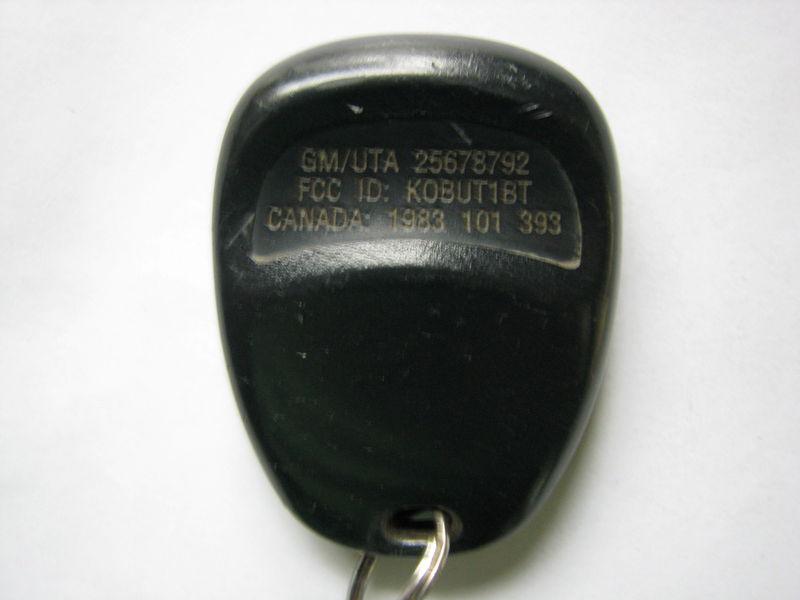 GM/UTA 25678792
FCC ID: KOBUT1BT
CANADA: 1983 101 393